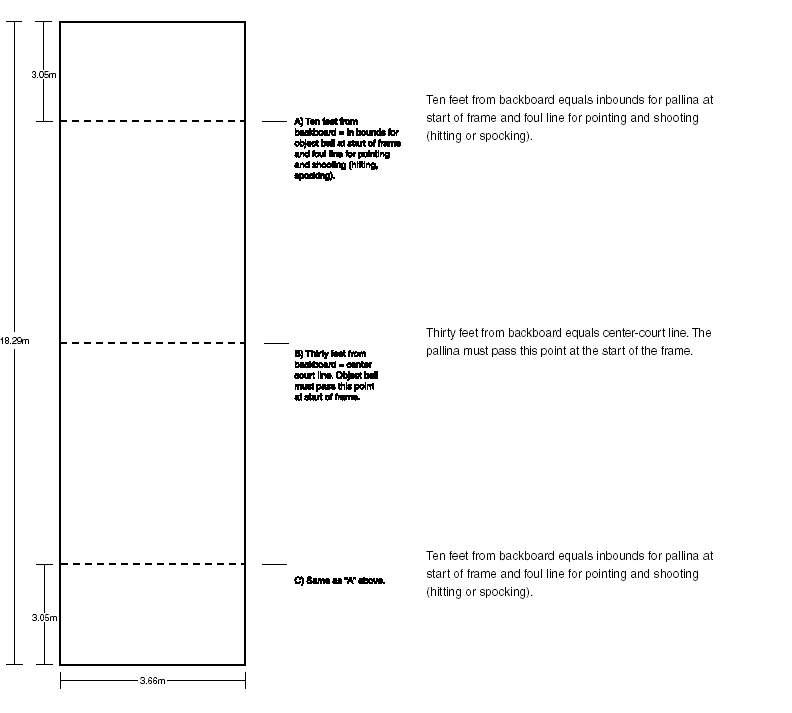 3.05m
A) Ten feet from
backboard = in bounds for
object ball at start of frame
and foul line for pointing
and shooting (hitting,
spocking).
Ten feet from backboard equals inbounds for pallina at
start of frame and foul line for pointing and shooting
(hitting or spocking).
18.29m
B) Thirty feet from
backboard = center
court line. Object ball
must pass this point
at start of frame.
Thirty feet from backboard equals center-court line. The
pallina must pass this point at the start of the frame.
C) Same as "A" above.
Ten feet from backboard equals inbounds for pallina at
start of frame and foul line for pointing and shooting
(hitting or spocking).
3.05m
3.66m